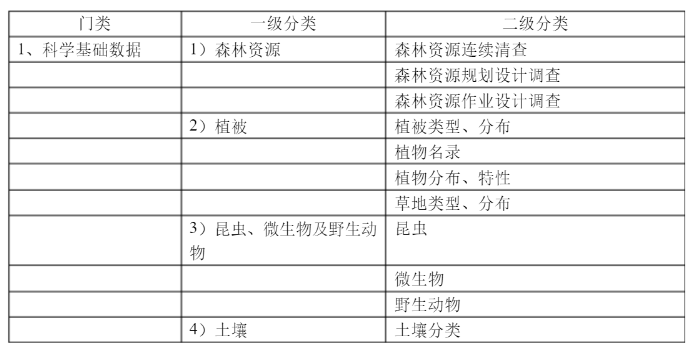 门类 一级分类 二级分类
1、科学基础数据 1）森林资源 森林资源连续清查
森林资源规划设计调查
森林资源作业设计调查
2）植被 植被类型、分布
植物名录
植物分布、特性
草地类型、分布
3）昆虫、微生物及野生动 昆虫
物
微生物
野生动物
4）土壤 土壤分类